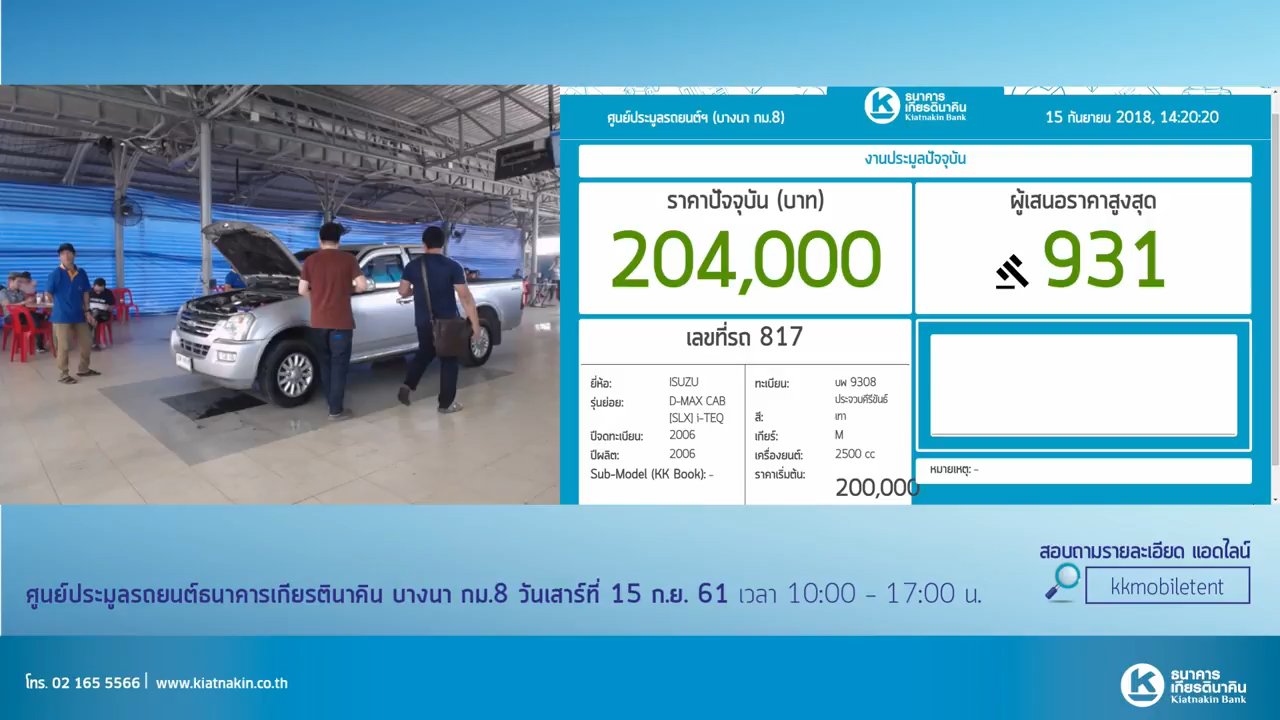 ศูนย์ประมูลรถยนต์ฯ (บางนา กม.8)
ธนาคาร
เกียรตินาคิน
Kiatnakin Bank
15 กันยายน 2018, 14:20:20
งานประมูลปัจจุบัน
ราคาปัจจุบัน (บาท)
204,000
ผู้เสนอราคาสูงสุด
931
เลขที่รถ 817
ยี่ห้อ: ISUZU
รุ่นย่อย: D-MAX CAB
[SLX] i-TEQ
ปีจดทะเบียน: 2006
ปีผลิต: 2006
Sub-Model (KK Book): -
ทะเบียน: บพ 9308
ประจวบคีรีขันธ์
สี: เทา
เกียร์: M
เครื่องยนต์: 2500 cc
ราคาเริ่มต้น: 200,000
หมายเหตุ: -
สอบถามรายละเอียด แอดไลน์
kkmobiletent
ศูนย์ประมูลรถยนต์ธนาคารเกียรตินาคิน บางนา กม.8 วันเสาร์ที่ 15 ก.ย. 61 เวลา 10:00 - 17:00 น.
โทร. 02 165 5566 | www.kiatnakin.co.th
ธนาคาร
เกียรตินาคิน
Kiatnakin Bank